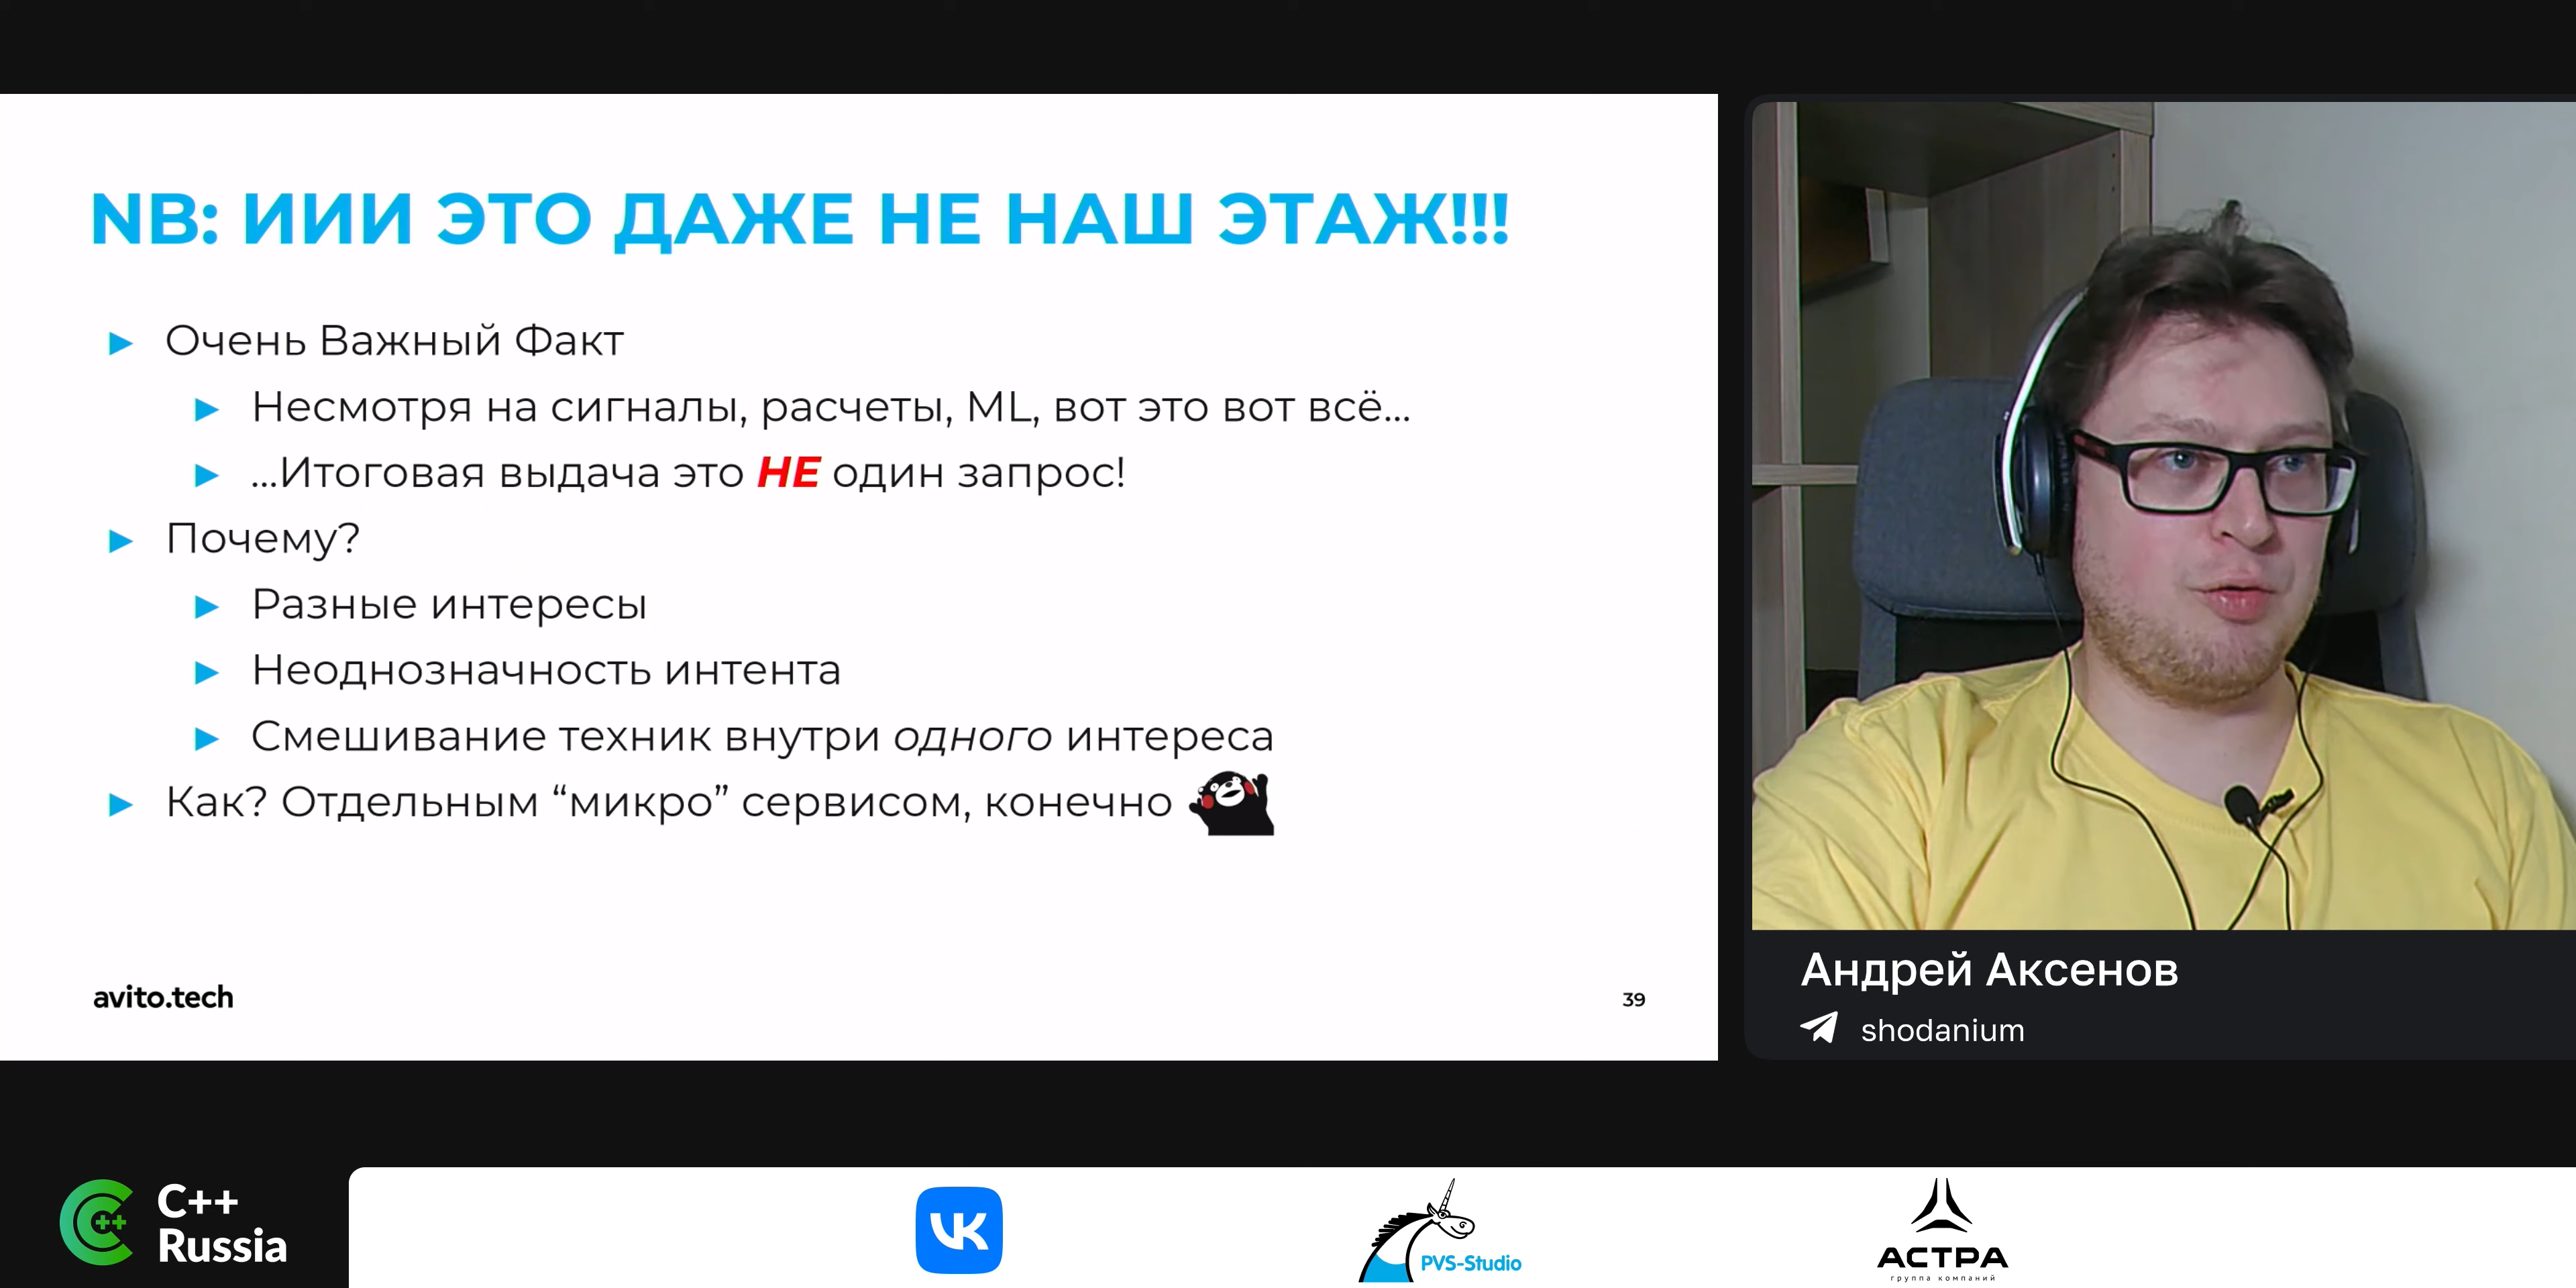 NB: ИИИ ЭТО ДАЖЕ НЕ НАШ ЭТАЖ!!!
Очень Важный Факт
Несмотря на сигналы, расчеты, ML, вот это вот всё...
...Итоговая выдача это НЕ один запрос!
Почему?
Разные интересы
Неоднозначность интента
Смешивание техник внутри одного интереса
Как? Отдельным “микро” сервисом, конечно
avito.tech
39
Андрей Аксенов
shodanium
C++
Russia
VK
PVS-Studio
АСТРА
группа компаний